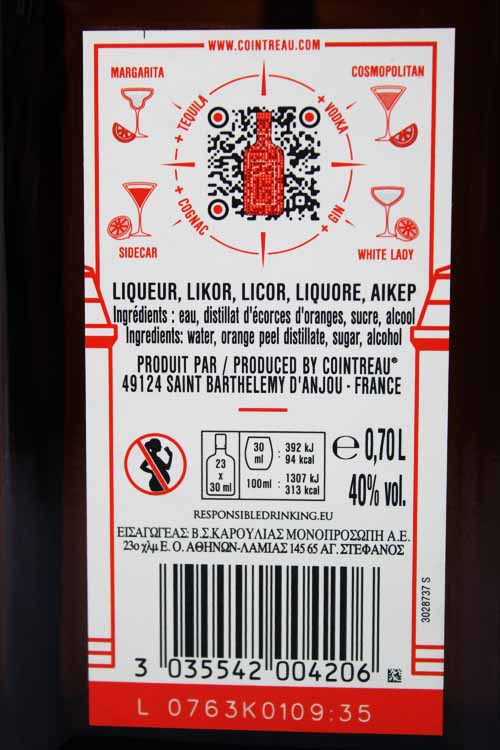 WWW.COINTREAU.COM
MARGARITA
COSMOPOLITAN
+ TEQUILA
+ VODKA
+ COGNAC
+ GIN
SIDECAR
WHITE LADY
LIQUEUR, LIKOR, LICOR, LIQUORE, ΛΙΚΕΡ
Ingrédients : eau, distillat d'écorces d'oranges, sucre, alcool
Ingredients: water, orange peel distillate, sugar, alcohol
PRODUIT PAR / PRODUCED BY COINTREAU®
49124 SAINT BARTHELEMY D'ANJOU - FRANCE
23 x 30 ml
30 ml : 392 kJ 94 kcal
100ml : 1307 kJ 313 kcal
℮ 0,70L
40% vol.
RESPONSIBLEDRINKING.EU
ΕΙΣΑΓΩΓΕΑΣ: Β.Σ.ΚΑΡΟΥΛΙΑΣ ΜΟΝΟΠΡΟΣΩΠΗ Α.Ε.
23ο χλμ Ε. Ο. ΑΘΗΝΩΝ-ΛΑΜΙΑΣ 145 65 ΑΓ. ΣΤΕΦΑΝΟΣ
3028737 S
3 035542 004206
L 0763K0109:35